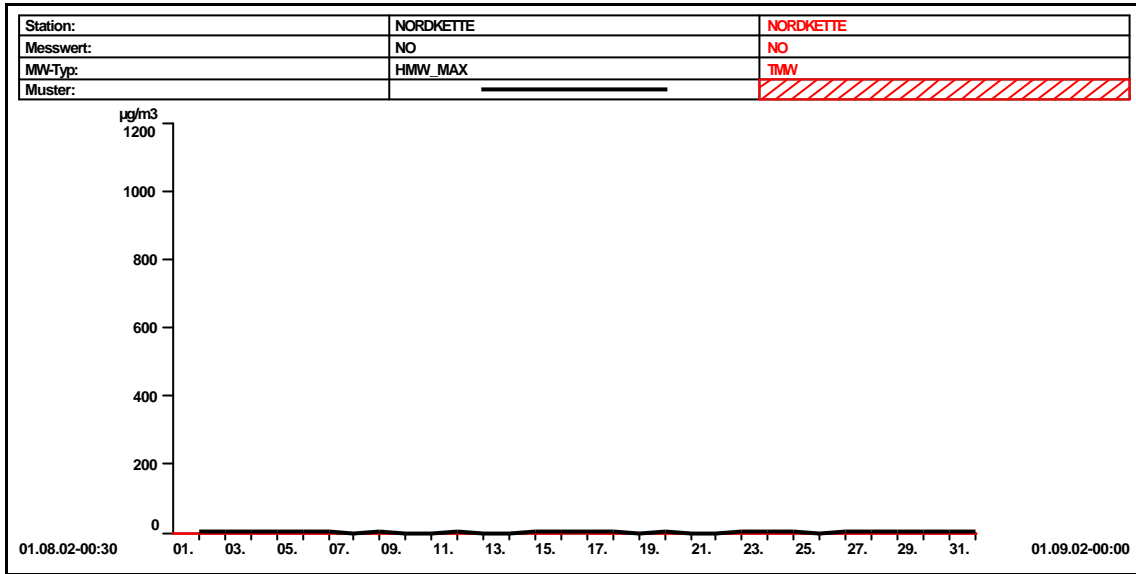 Station: NORDKETTE NORDKETTE
Messwert: NO NO
MW-Typ: HMW_MAX TMW
Muster:
µg/m3
1200
1000
800
600
400
200
0
01.08.02-00:30 01. 03. 05. 07. 09. 11. 13. 15. 17. 19. 21. 23. 25. 27. 29. 31. 01.09.02-00:00